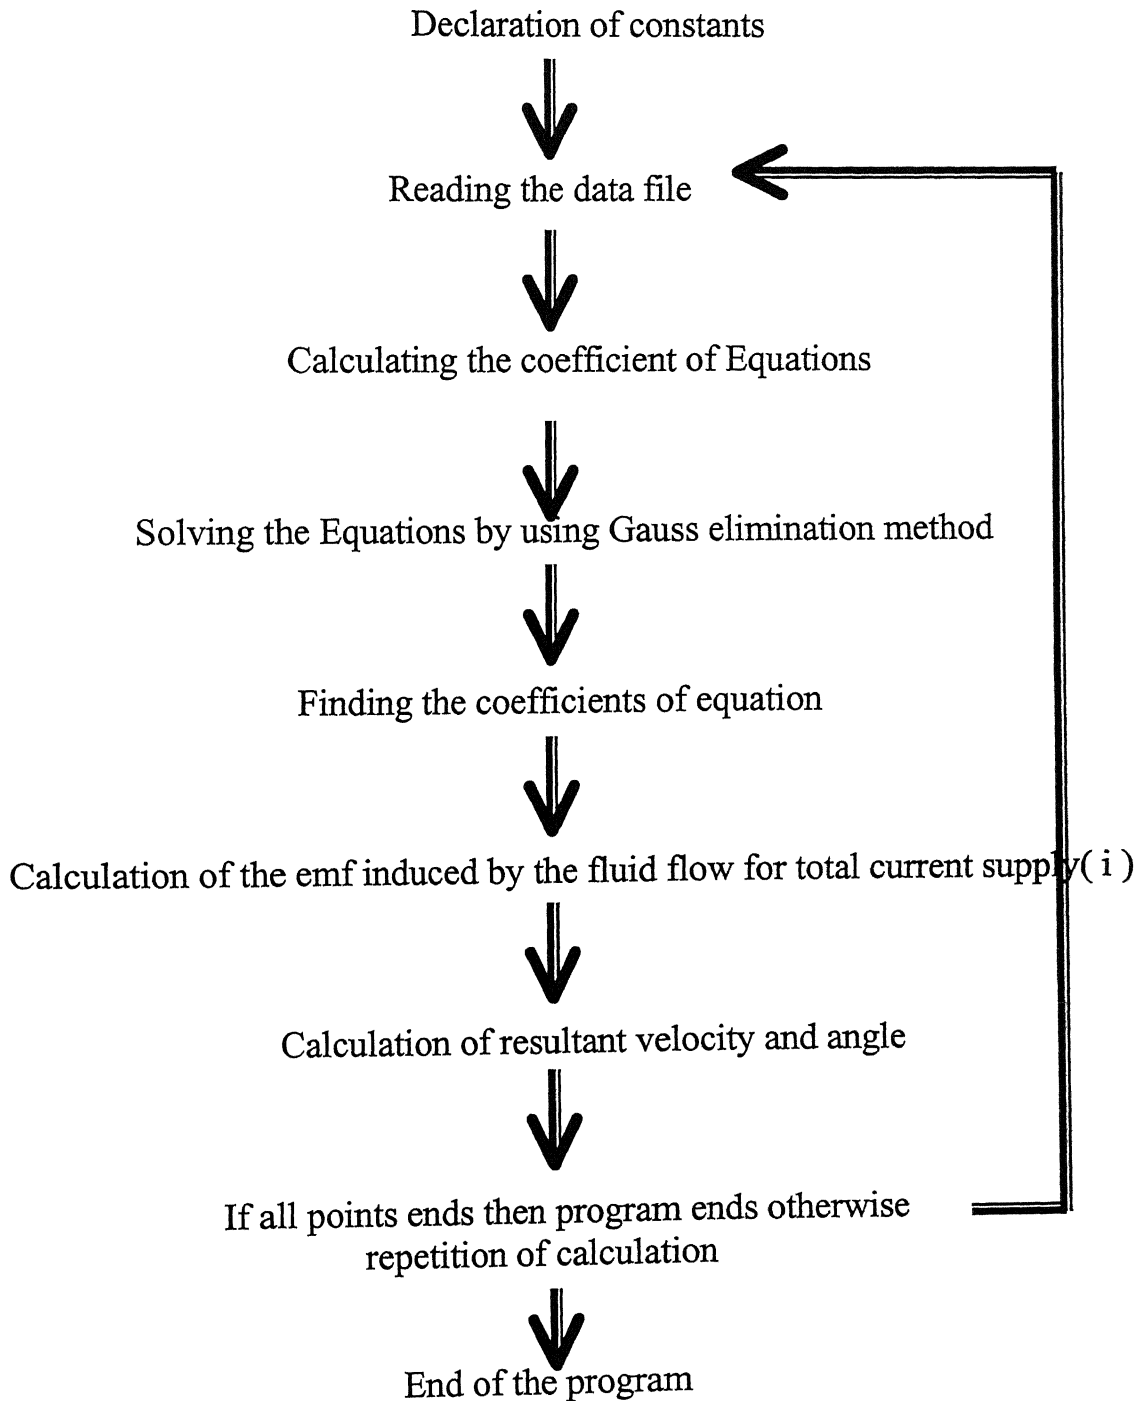 Declaration of constants
Reading the data file
Calculating the coefficient of Equations
Solving the Equations by using Gauss elimination method
Finding the coefficients of equation
Calculation of the emf induced by the fluid flow for total current supply( i )
Calculation of resultant velocity and angle
If all points ends then program ends otherwise
repetition of calculation
End of the program